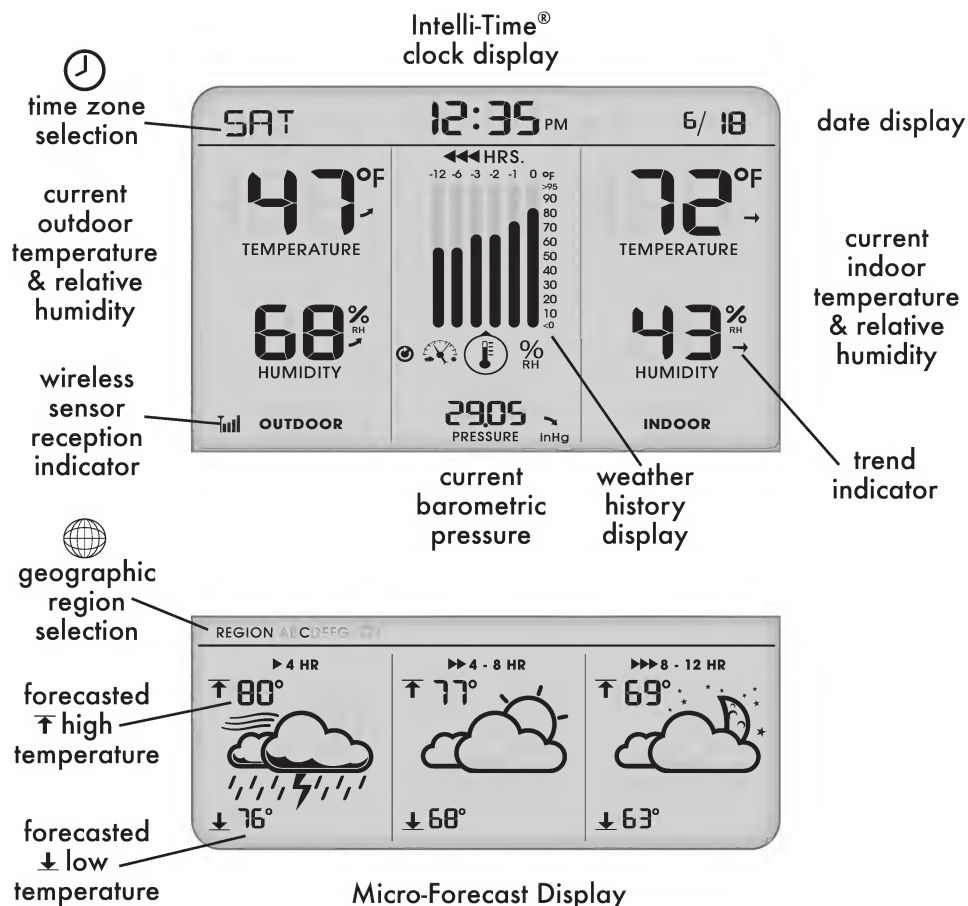 Intelli-Time®
clock display
time zone
selection
SAT
12:35 PM
6/ 18
date display
current
outdoor
temperature
& relative
humidity
47°F
TEMPERATURE
68%
RH
HUMIDITY
wireless
sensor
reception
indicator
OUTDOOR
HRS.
-12 -6 -3 -2 -1 0 °F
>95
90
80
70
60
50
40
30
20
10
<0
%
RH
29.05
PRESSURE inHg
72°F
TEMPERATURE
43%
RH
HUMIDITY
INDOOR
current
indoor
temperature
& relative
humidity
trend
indicator
current
barometric
pressure
weather
history
display
geographic
region
selection
REGION ABCDEFG
forecasted
high
temperature
forecasted
low
temperature
4 HR
80°
76°
4 - 8 HR
77°
68°
8 - 12 HR
69°
63°
Micro-Forecast Display